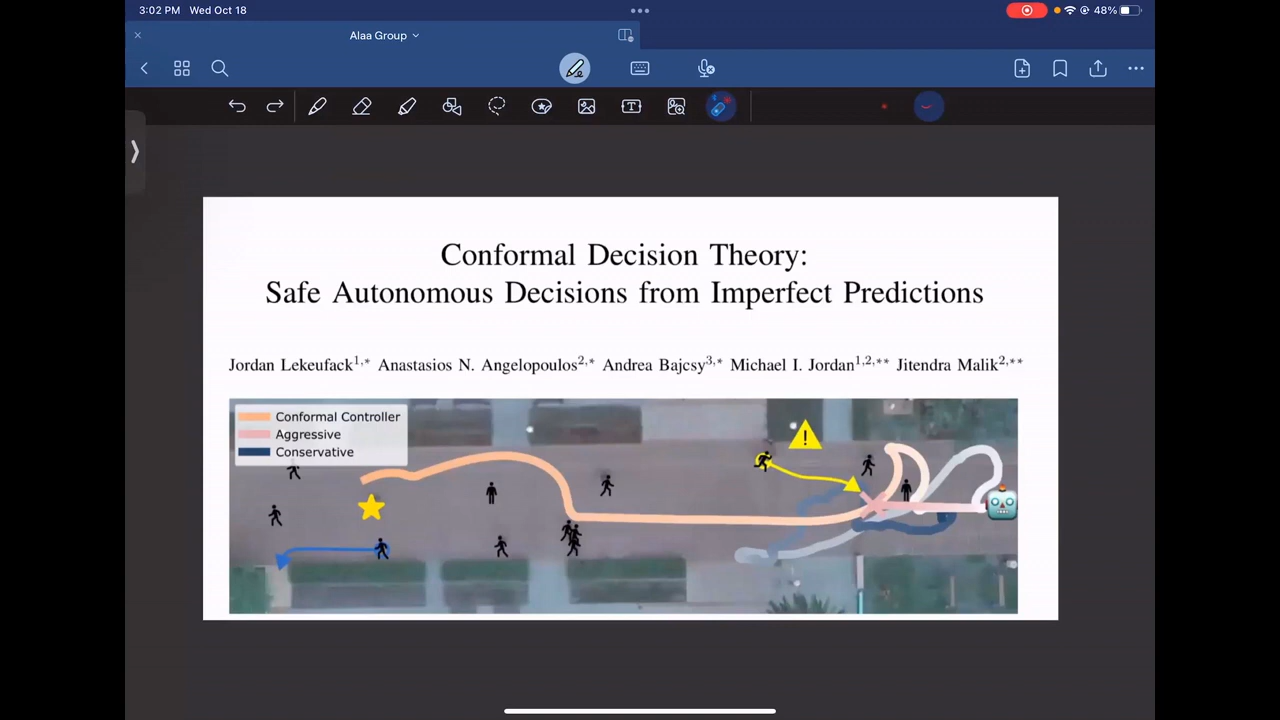 3:02 PM Wed Oct 18
48%
Alaa Group
Conformal Decision Theory:
Safe Autonomous Decisions from Imperfect Predictions
Jordan Lekeufack1,* Anastasios N. Angelopoulos2,* Andrea Bajcsy3,* Michael I. Jordan1,2,** Jitendra Malik2,**
Conformal Controller
Aggressive
Conservative